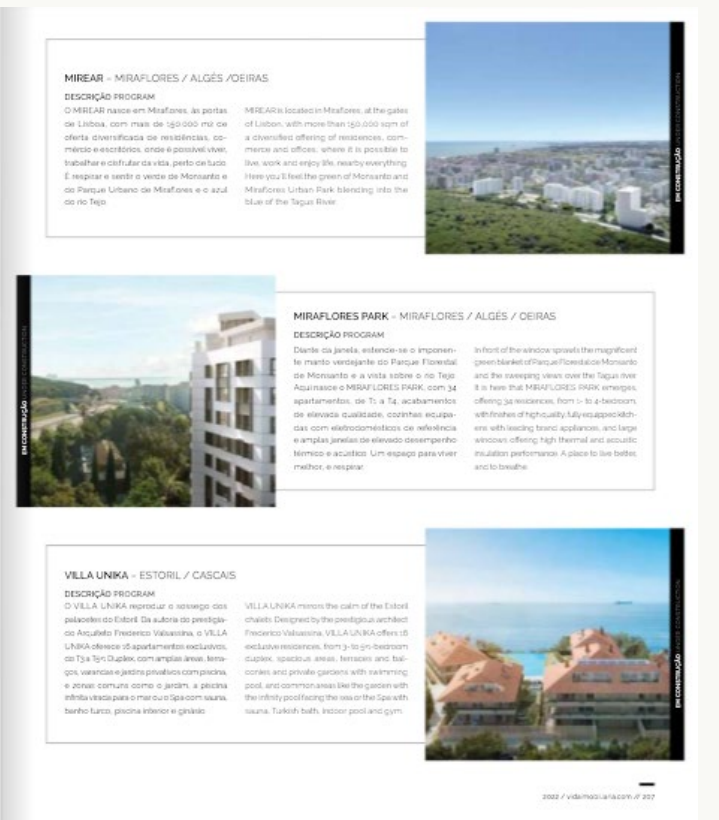 MIREAR – MIRAFLORES / ALGÉS /OEIRAS
DESCRIÇÃO PROGRAM
O MIREAR nasce em Miraflores, às portas
de Lisboa, com mais de 150.000 m2 de
oferta diversificada de residências, co-
mércio e escritórios, onde é possível viver,
trabalhar e disfrutar da vida, perto de tudo.
É respirar e sentir o verde de Monsanto e
do Parque Urbano de Miraflores e o azul
do rio Tejo.
MIREAR is located in Miraflores, at the gates
of Lisbon, with more than 150,000 sqm of
a diversified offering of residences, com-
merce and offices, where it is possible to
live, work and enjoy life, nearby everything.
Here you'll feel the green of Monsanto and
Miraflores Urban Park blending into the
blue of the Tagus River.
EM CONSTRUÇÃO UNDER CONSTRUCTION
EM CONSTRUÇÃO UNDER CONSTRUCTION
MIRAFLORES PARK – MIRAFLORES / ALGÉS / OEIRAS
DESCRIÇÃO PROGRAM
Diante da janela, estende-se o imponen-
te manto verdejante do Parque Florestal
de Monsanto e a vista sobre o rio Tejo.
Aqui nasce o MIRAFLORES PARK, com 34
apartamentos, de T1 a T4, acabamentos
de elevada qualidade, cozinhas equipa-
das com eletrodomésticos de referência
e amplas janelas de elevado desempenho
térmico e acústico. Um espaço para viver
melhor, e respirar.
In front of the window sprawls the magnificent
green blanket of Parque Florestal de Monsanto
and the sweeping views over the Tagus river.
It is here that MIRAFLORES PARK emerges,
offering 34 residences, from 1- to 4-bedroom,
with finishes of high quality, fully equipped kitch-
ens with leading brand appliances, and large
windows offering high thermal and acoustic
insulation performance. A place to live better,
and to breathe.
VILLA UNIKA – ESTORIL / CASCAIS
DESCRIÇÃO PROGRAM
O VILLA UNIKA reproduz o sossego dos
palacetes do Estoril. Da autoria do prestigia-
do Arquiteto Frederico Valsassina, o VILLA
UNIKA oferece 16 apartamentos exclusivos,
do T3 a T5+1 Duplex, com amplas áreas, terra-
ços, varandas e jardins privativos com piscina,
e zonas comuns como o jardim, a piscina
infinita virada para o mar ou o Spa com sauna,
banho turco, piscina interior e ginásio.
VILLA UNIKA mirrors the calm of the Estoril
chalets. Designed by the prestigious architect
Frederico Valsassina, VILLA UNIKA offers 16
exclusive residences, from 3- to 5+1-bedroom
duplex, spacious areas, terraces and bal-
conies and private gardens with swimming
pool, and common areas like the garden with
the infinity pool facing the sea or the Spa with
sauna, Turkish bath, indoor pool and gym.
EM CONSTRUÇÃO UNDER CONSTRUCTION
2022 / vidaimobiliaria.com // 207